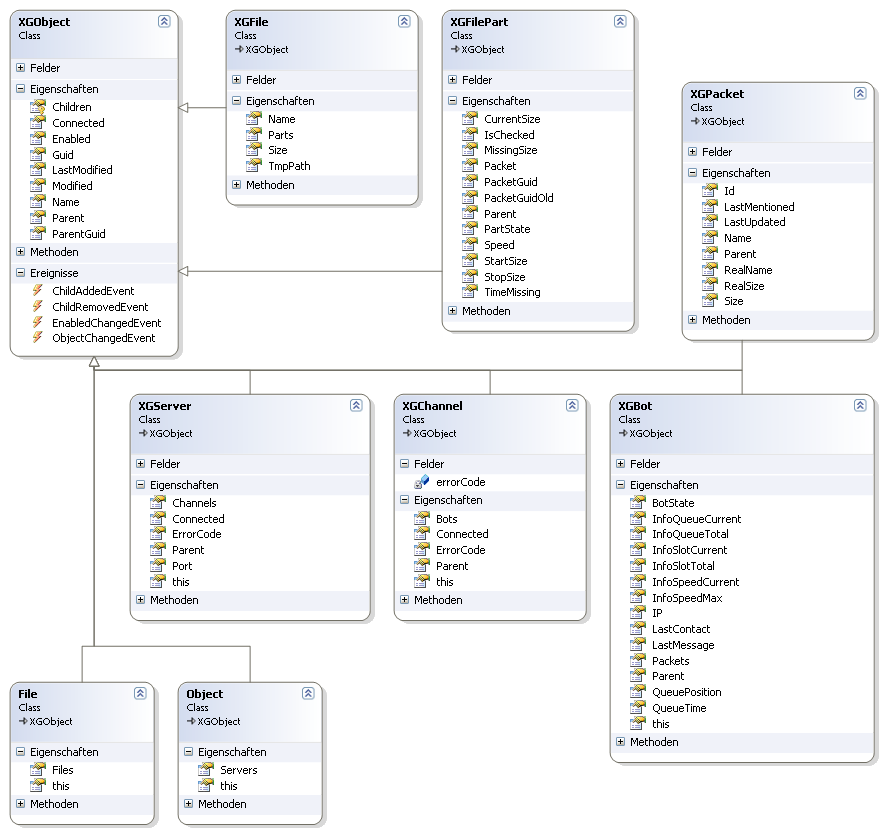 XGObject
Class
Felder
Eigenschaften
Children
Connected
Enabled
Guid
LastModified
Modified
Name
Parent
ParentGuid
Methoden
Ereignisse
ChildAddedEvent
ChildRemovedEvent
EnabledChangedEvent
ObjectChangedEvent
XGFile
Class
XGObject
Felder
Eigenschaften
Name
Parts
Size
TmpPath
Methoden
XGFilePart
Class
XGObject
Felder
Eigenschaften
CurrentSize
IsChecked
MissingSize
Packet
PacketGuid
PacketGuidOld
Parent
PartState
Speed
StartSize
StopSize
TimeMissing
Methoden
XGPacket
Class
XGObject
Felder
Eigenschaften
Id
LastMentioned
LastUpdated
Name
Parent
RealName
RealSize
Size
Methoden
XGServer
Class
XGObject
Felder
Eigenschaften
Channels
Connected
ErrorCode
Parent
Port
this
Methoden
XGChannel
Class
XGObject
Felder
errorCode
Eigenschaften
Bots
Connected
ErrorCode
Parent
this
Methoden
XGBot
Class
XGObject
Felder
Eigenschaften
BotState
InfoQueueCurrent
InfoQueueTotal
InfoSlotCurrent
InfoSlotTotal
InfoSpeedCurrent
InfoSpeedMax
IP
LastContact
LastMessage
Packets
Parent
QueuePosition
QueueTime
this
Methoden
File
Class
XGObject
Eigenschaften
Files
this
Methoden
Object
Class
XGObject
Eigenschaften
Servers
this
Methoden